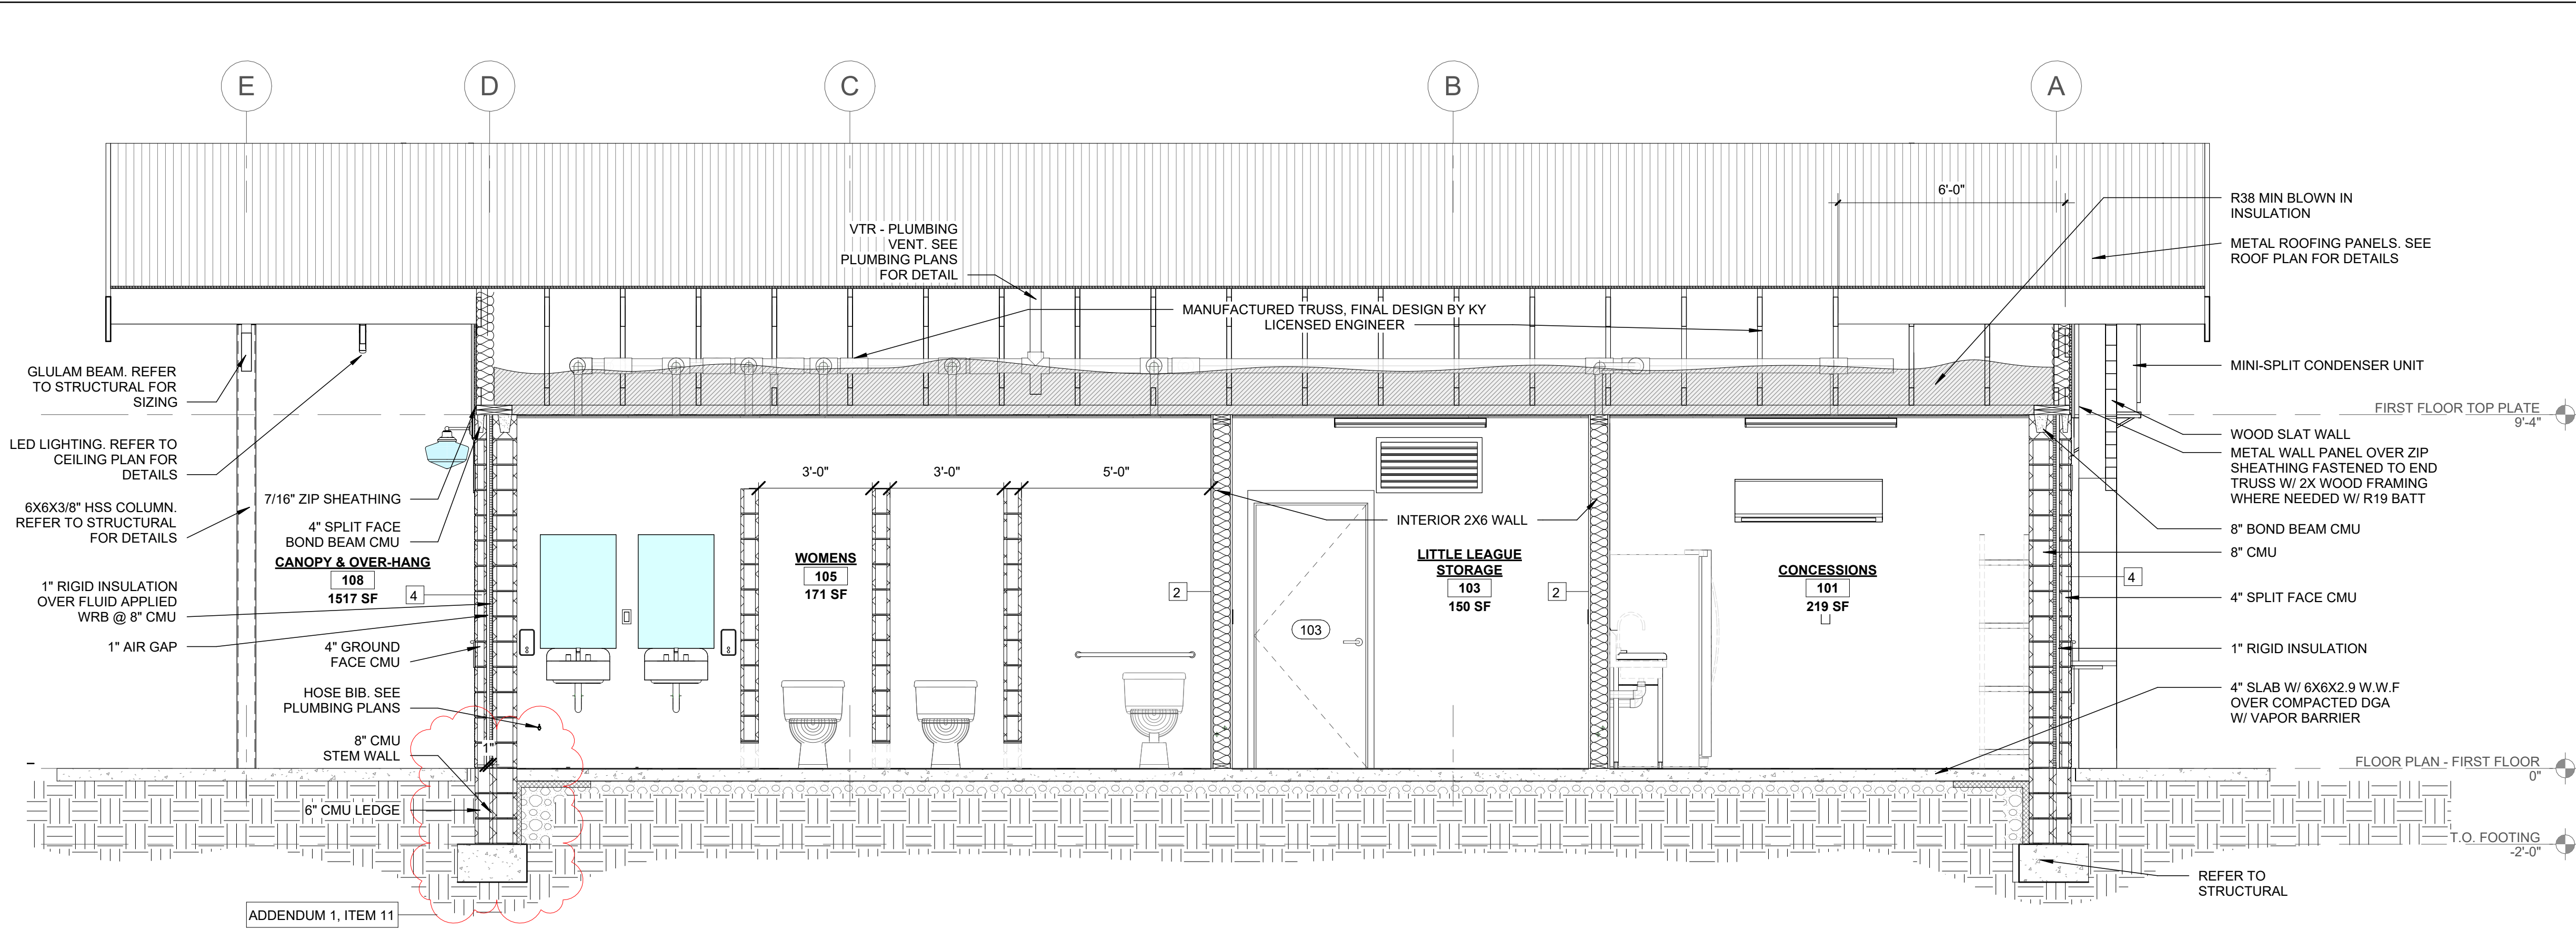 E
D
C
B
A
6'-0"
VTR - PLUMBING
VENT. SEE
PLUMBING PLANS
FOR DETAIL
MANUFACTURED TRUSS, FINAL DESIGN BY KY
LICENSED ENGINEER
R38 MIN BLOWN IN
INSULATION
METAL ROOFING PANELS. SEE
ROOF PLAN FOR DETAILS
MINI-SPLIT CONDENSER UNIT
FIRST FLOOR TOP PLATE
9'-4"
WOOD SLAT WALL
METAL WALL PANEL OVER ZIP
SHEATHING FASTENED TO END
TRUSS W/ 2X WOOD FRAMING
WHERE NEEDED W/ R19 BATT
8" BOND BEAM CMU
8" CMU
4
4" SPLIT FACE CMU
1" RIGID INSULATION
4" SLAB W/ 6X6X2.9 W.W.F
OVER COMPACTED DGA
W/ VAPOR BARRIER
FLOOR PLAN - FIRST FLOOR
0"
T.O. FOOTING
-2'-0"
REFER TO
STRUCTURAL
GLULAM BEAM. REFER
TO STRUCTURAL FOR
SIZING
LED LIGHTING. REFER TO
CEILING PLAN FOR
DETAILS
6X6X3/8" HSS COLUMN.
REFER TO STRUCTURAL
FOR DETAILS
1" RIGID INSULATION
OVER FLUID APPLIED
WRB @ 8" CMU
1" AIR GAP
7/16" ZIP SHEATHING
4" SPLIT FACE
BOND BEAM CMU
CANOPY & OVER-HANG
108
1517 SF
4
4" GROUND
FACE CMU
HOSE BIB. SEE
PLUMBING PLANS
8" CMU
STEM WALL
1"
6" CMU LEDGE
ADDENDUM 1, ITEM 11
3'-0"
3'-0"
5'-0"
WOMENS
105
171 SF
2
INTERIOR 2X6 WALL
LITTLE LEAGUE
STORAGE
103
150 SF
103
2
CONCESSIONS
101
219 SF